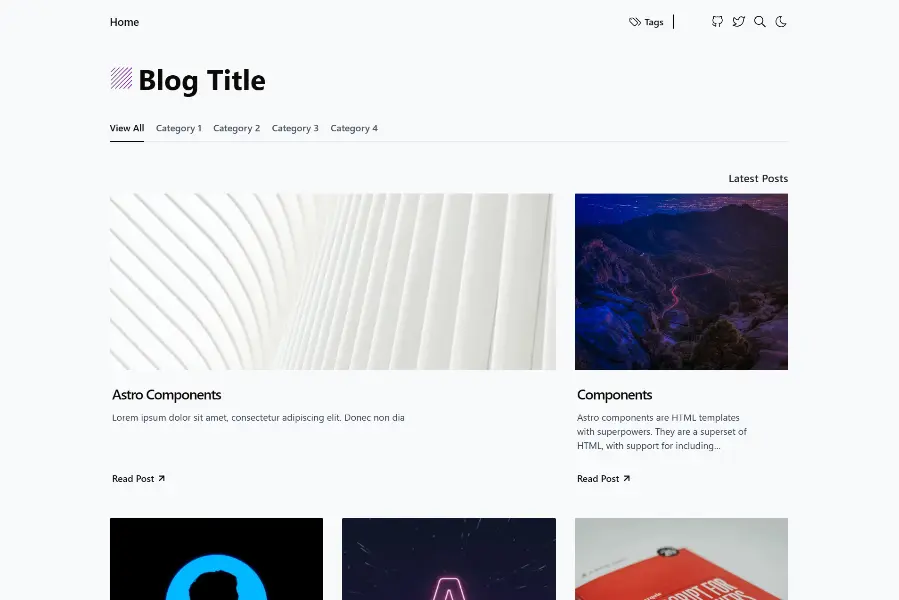 Home
Tags
Blog Title
View All Category 1 Category 2 Category 3 Category 4
Latest Posts
Astro Components
Lorem ipsum dolor sit amet, consectetur adipiscing elit. Donec non dia
Read Post
Components
Astro components are HTML templates
with superpowers. They are a superset of
HTML, with support for including...
Read Post
A